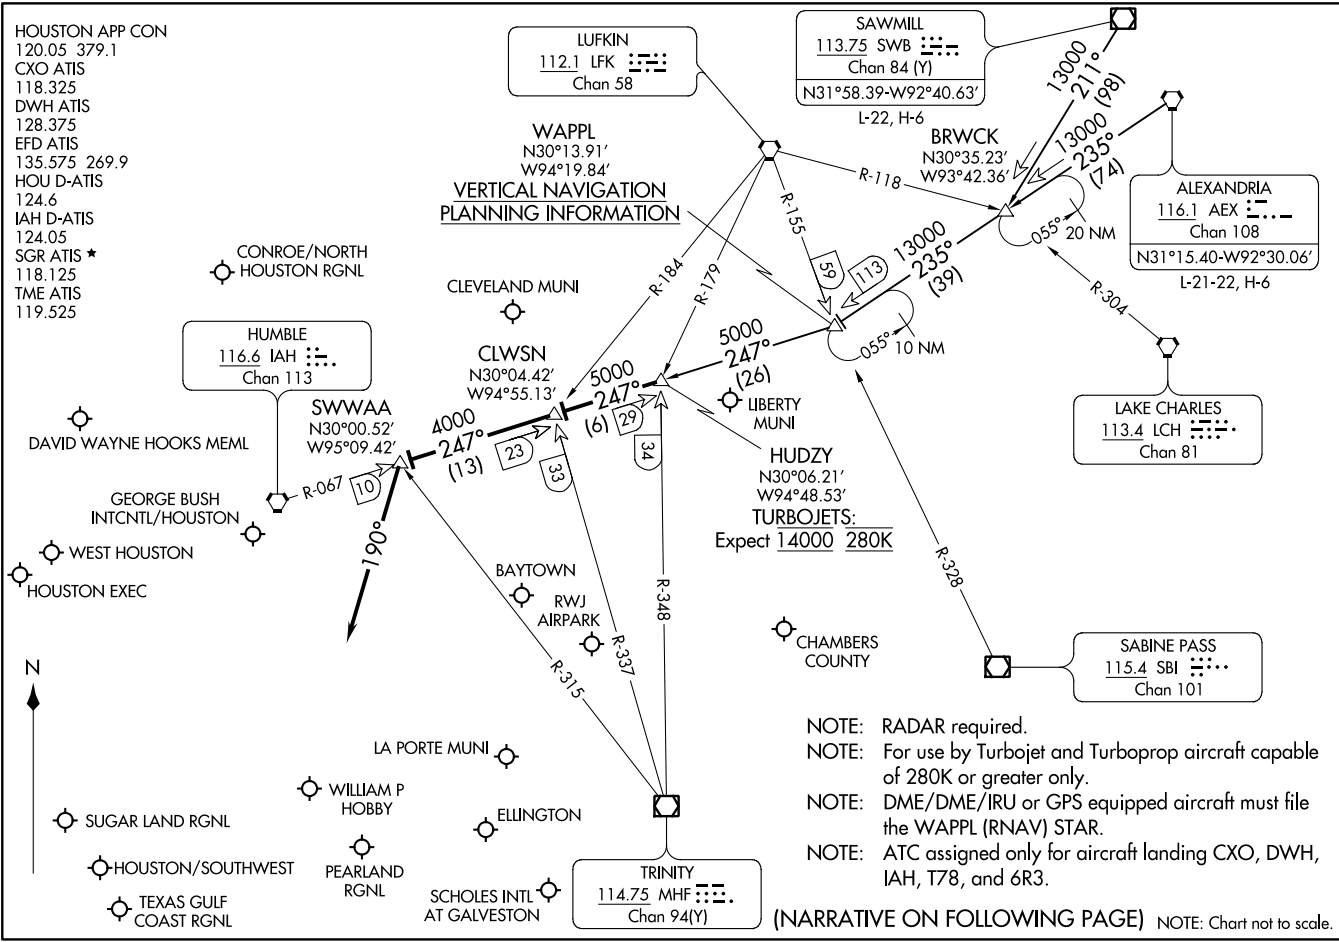 HOUSTON APP CON
120.05 379.1
CXO ATIS
118.325
DWH ATIS
128.375
EFD ATIS
135.575 269.9
HOU D-ATIS
124.6
IAH D-ATIS
124.05
SGR ATIS ★
118.125
TME ATIS
119.525
LUFKIN
112.1 LFK
Chan 58
SAWMILL
113.75 SWB
Chan 84 (Y)
N31°58.39-W92°40.63'
L-22, H-6
13000
211°
(98)
13000
235°
(74)
BRWCK
N30°35.23'
W93°42.36'
ALEXANDRIA
116.1 AEX
Chan 108
N31°15.40-W92°30.06'
L-21-22, H-6
055°
20 NM
WAPPL
N30°13.91'
W94°19.84'
VERTICAL NAVIGATION
PLANNING INFORMATION
R-118
R-155
R-184
R-179
59
113
13000
235°
(39)
055°
10 NM
R-304
LAKE CHARLES
113.4 LCH
Chan 81
CONROE/NORTH
HOUSTON RGNL
CLEVELAND MUNI
HUMBLE
116.6 IAH
Chan 113
CLWSN
N30°04.42'
W94°55.13'
5000
247°
(26)
5000
247°
(6)
29
34
LIBERTY
MUNI
HUDZY
N30°06.21'
W94°48.53'
TURBOJETS:
Expect 14000 280K
SWWAA
N30°00.52'
W95°09.42'
4000
247°
(13)
23
33
R-067
10
190°
DAVID WAYNE HOOKS MEML
GEORGE BUSH
INTCNTL/HOUSTON
WEST HOUSTON
HOUSTON EXEC
BAYTOWN
RWJ
AIRPARK
R-348
R-337
R-315
R-328
CHAMBERS
COUNTY
SABINE PASS
115.4 SBI
Chan 101
N
LA PORTE MUNI
WILLIAM P
HOBBY
ELLINGTON
SUGAR LAND RGNL
HOUSTON/SOUTHWEST
PEARLAND
RGNL
TEXAS GULF
COAST RGNL
SCHOLES INTL
AT GALVESTON
TRINITY
114.75 MHF
Chan 94(Y)
NOTE: RADAR required.
NOTE: For use by Turbojet and Turboprop aircraft capable
of 280K or greater only.
NOTE: DME/DME/IRU or GPS equipped aircraft must file
the WAPPL (RNAV) STAR.
NOTE: ATC assigned only for aircraft landing CXO, DWH,
IAH, T78, and 6R3.
(NARRATIVE ON FOLLOWING PAGE) NOTE: Chart not to scale.